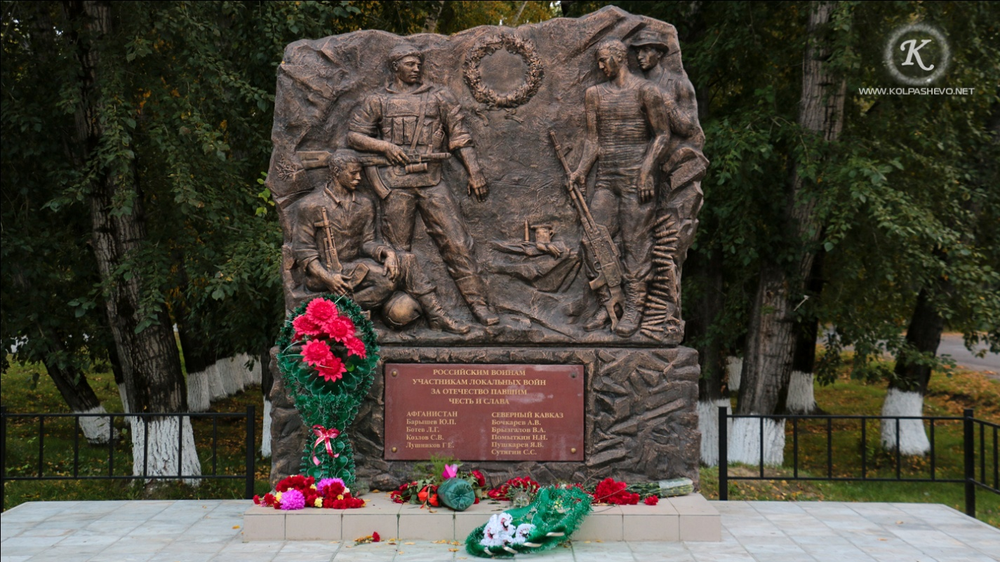 K
WWW.KOLPASHEVO.NET
РОССИЙСКИМ ВОИНАМ
УЧАСТНИКАМ ЛОКАЛЬНЫХ ВОЙН
ЗА ОТЕЧЕСТВО ПАВШИМ
ЧЕСТЬ И СЛАВА
АФГАНИСТАН
Барышев Ю.П.
Ботев Л.Г.
Козлов С.В.
Лушников Г.Е.
СЕВЕРНЫЙ КАВКАЗ
Бочкарев А.В.
Брызгалов В.А.
Помыткин Н.Н.
Пушкарев Я.В.
Сутягин С.С.